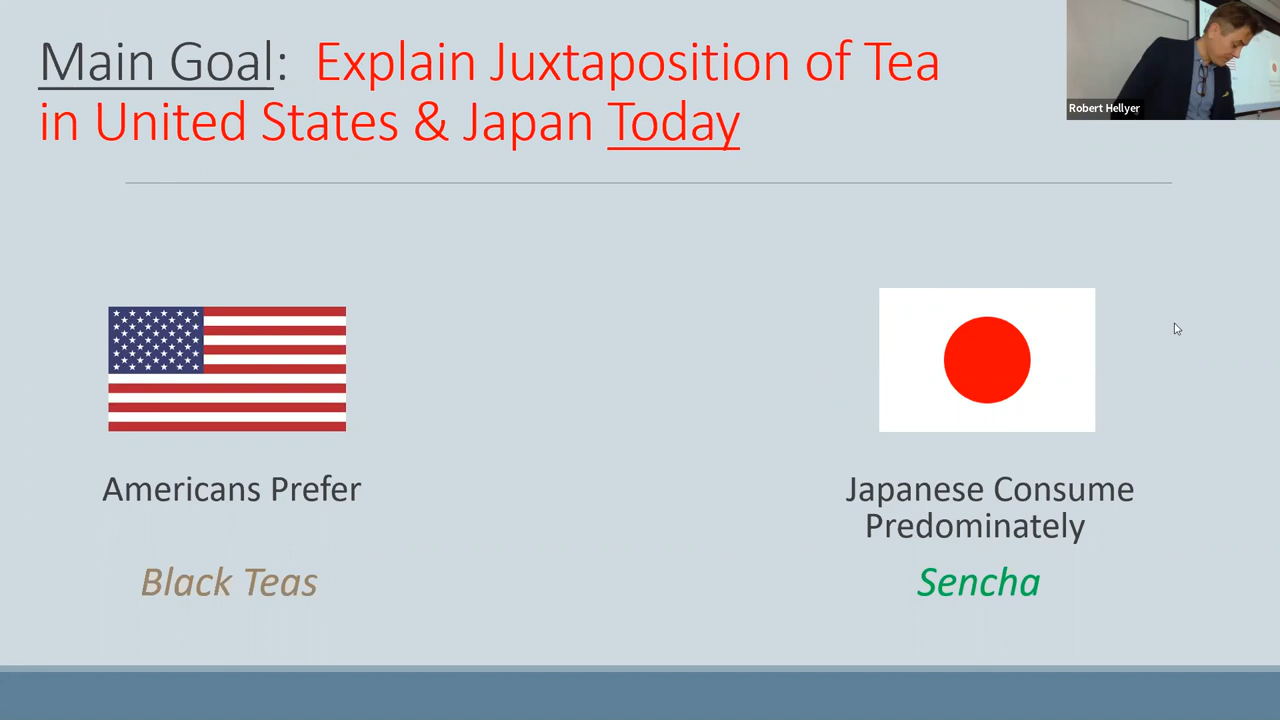 Main Goal: Explain Juxtaposition of Tea
in United States & Japan Today
Robert Hellyer
Americans Prefer
Black Teas
Japanese Consume
Predominately
Sencha